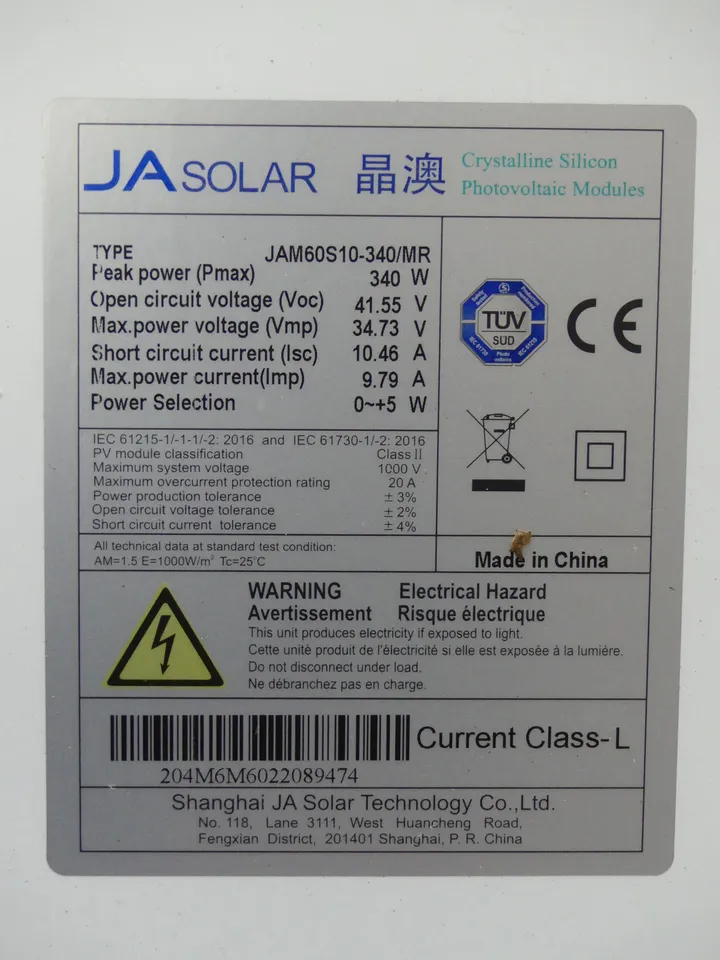 JA SOLAR 晶澳
Crystalline Silicon
Photovoltaic Modules
TYPE JAM60S10-340/MR
Peak power (Pmax) 340 W
Open circuit voltage (Voc) 41.55 V
Max.power voltage (Vmp) 34.73 V
Short circuit current (Isc) 10.46 A
Max.power current(Imp) 9.79 A
Power Selection 0~+5 W
TÜV
SÜD
CE
IEC 61215-1/-1-1/-2: 2016 and IEC 61730-1/-2: 2016
PV module classification Class II
Maximum system voltage 1000 V
Maximum overcurrent protection rating 20 A
Power production tolerance ± 3%
Open circuit voltage tolerance ± 2%
Short circuit current tolerance ± 4%
All technical data at standard test condition:
AM=1.5 E=1000W/m² Tc=25°C
Made in China
WARNING Electrical Hazard
Avertissement Risque électrique
This unit produces electricity if exposed to light.
Cette unité produit de l'électricité si elle est exposée à la lumiére.
Do not disconnect under load.
Ne débranchez pas en charge.
Current Class-L
204M6M6022089474
Shanghai JA Solar Technology Co.,Ltd.
No. 118, Lane 3111, West Huancheng Road,
Fengxian District, 201401 Shanghai, P. R. China